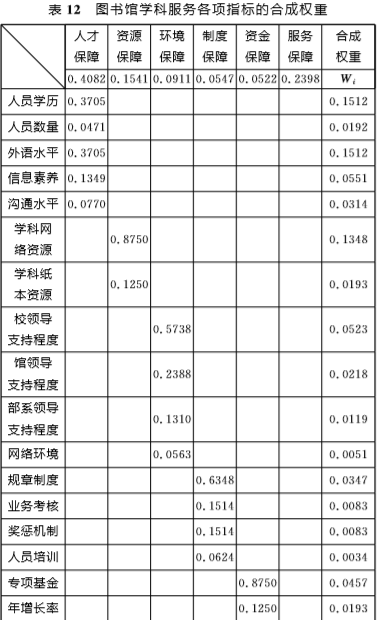 表 12 图书馆学科服务各项指标的合成权重
人才保障 资源保障 环境保障 制度保障 资金保障 服务保障 合成权重
0.4082 0.1541 0.0911 0.0547 0.0522 0.2398 Wi
人员学历 0.3705 0.1512
人员数量 0.0471 0.0192
外语水平 0.3705 0.1512
信息素养 0.1349 0.0551
沟通水平 0.0770 0.0314
学科网络资源 0.8750 0.1348
学科纸本资源 0.1250 0.0193
校领导支持程度 0.5738 0.0523
馆领导支持程度 0.2388 0.0218
部系领导支持程度 0.1310 0.0119
网络环境 0.0563 0.0051
规章制度 0.6348 0.0347
业务考核 0.1514 0.0083
奖惩机制 0.1514 0.0083
人员培训 0.0624 0.0034
专项基金 0.8750 0.0457
年增长率 0.1250 0.0193